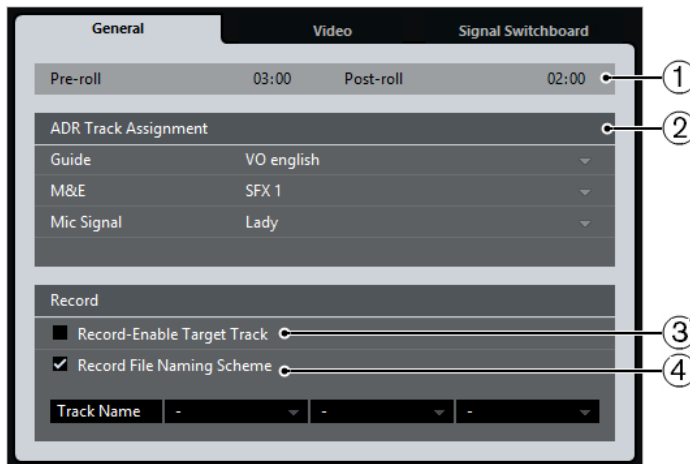 General Video Signal Switchboard
Pre-roll 03:00 Post-roll 02:00 1
ADR Track Assignment 2
Guide VO english
M&E SFX 1
Mic Signal Lady
Record
Record-Enable Target Track 3
Record File Naming Scheme 4
Track Name - - -